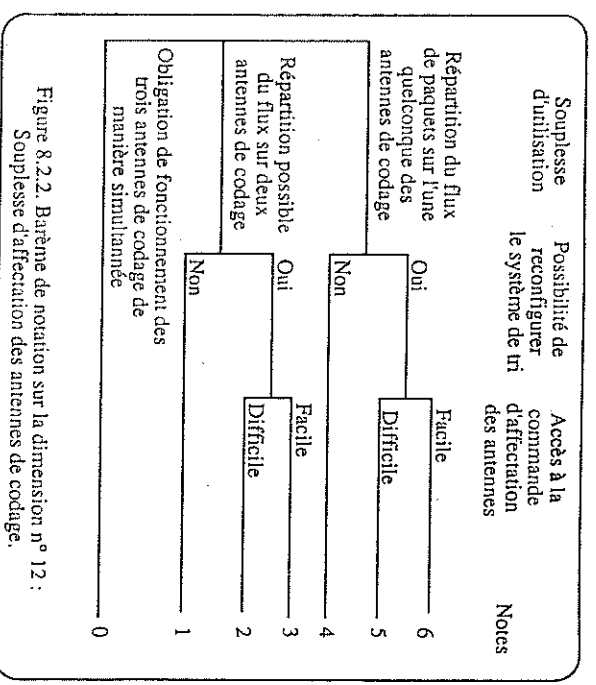 Souplesse
d'utilisation
Possibilité de
reconfigurer
le système de tri
Accès à la
commande
d'affectation
des antennes
Notes
Répartition du flux
de paquets sur l'une
quelconque des
antennes de codage
Oui
Non
Facile
Difficile
6
5
4
Répartition possible
du flux sur deux
antennes de codage
Oui
Non
Facile
Difficile
3
2
1
Obligation de fonctionnement des
trois antennes de codage de
manière simultannée
0
Figure 8.2.2. Barème de notation sur la dimension n° 12 :
Souplesse d'affectation des antennes de codage.